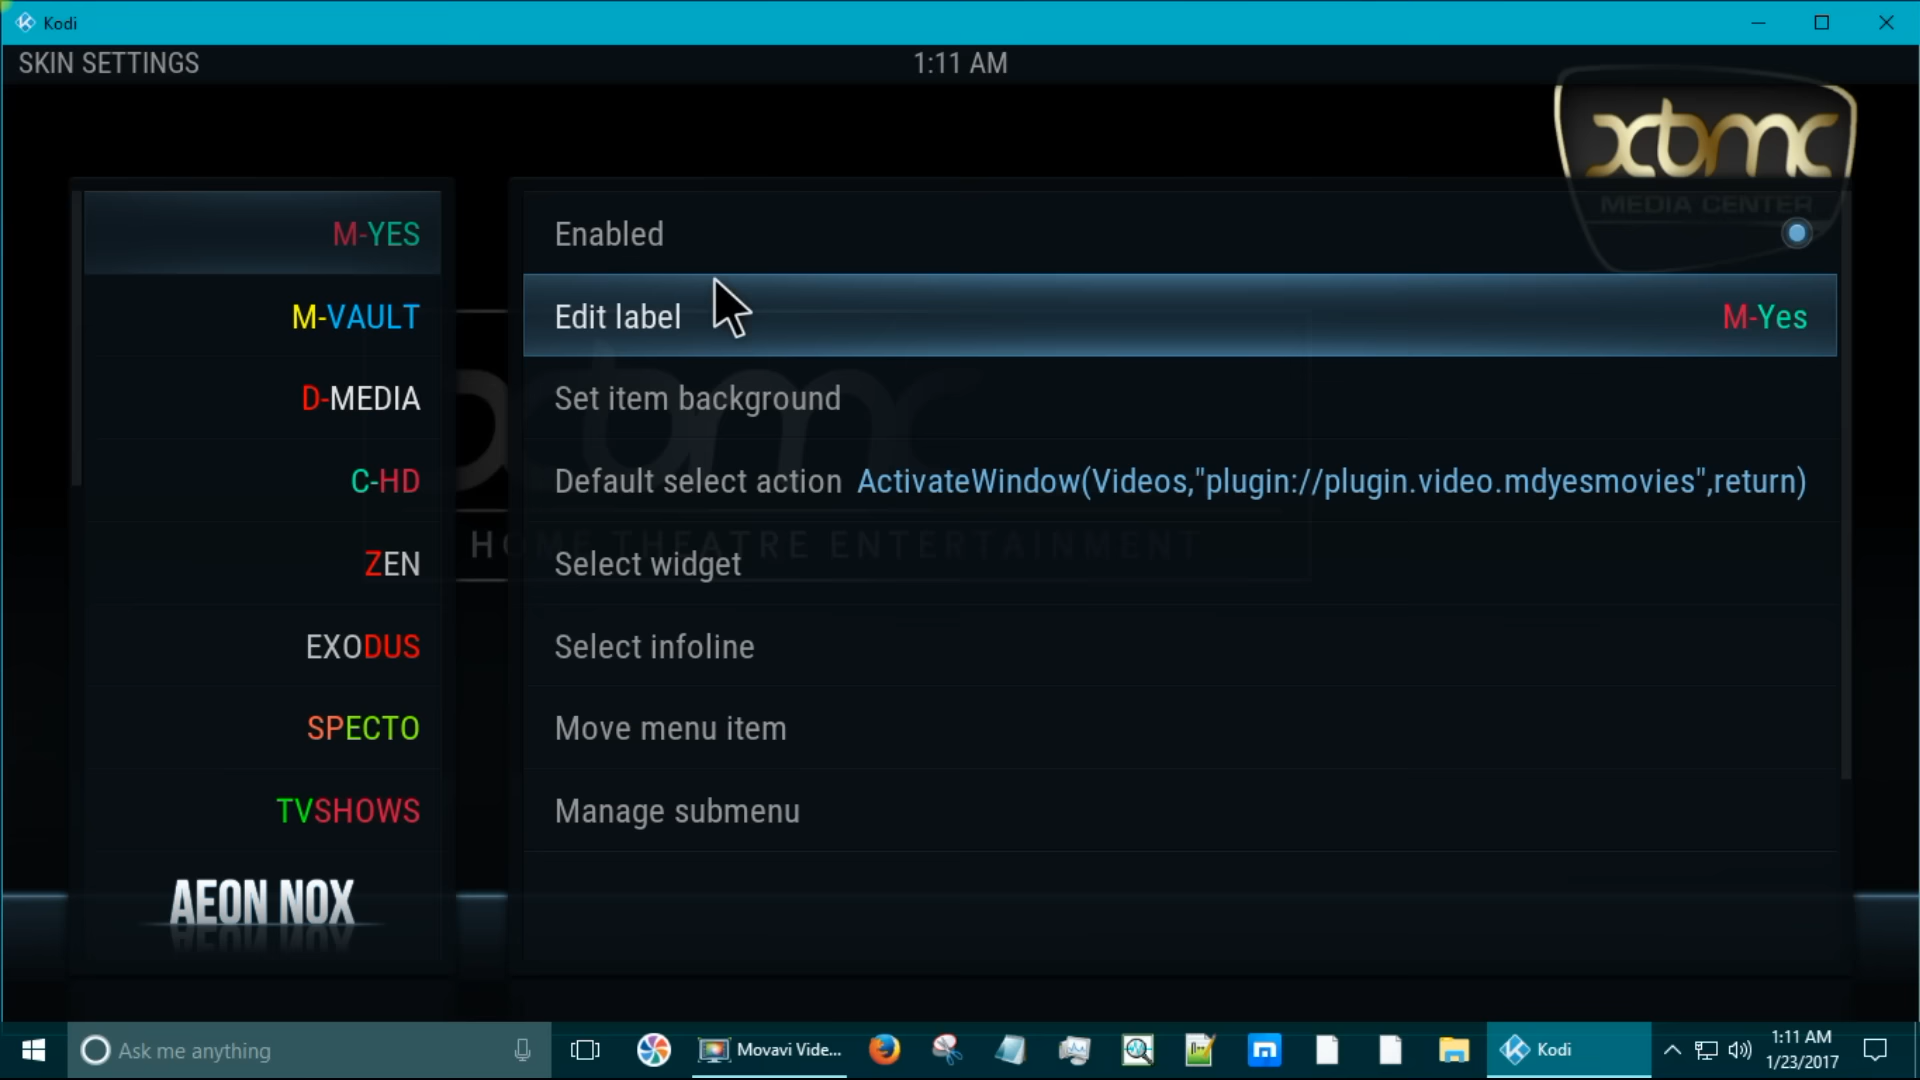 Kodi
SKIN SETTINGS
1:11 AM
xbmc
MEDIA CENTER
M-YES
M-VAULT
D-MEDIA
C-HD
ZEN
EXODUS
SPECTO
TVSHOWS
AEON NOX
Enabled
Edit label M-Yes
Set item background
Default select action ActivateWindow(Videos,"plugin://plugin.video.mdyesmovies",return)
HOME THEATRE ENTERTAINMENT
Select widget
Select infoline
Move menu item
Manage submenu
Ask me anything
Movavi Vide...
Kodi
1:11 AM
1/23/2017